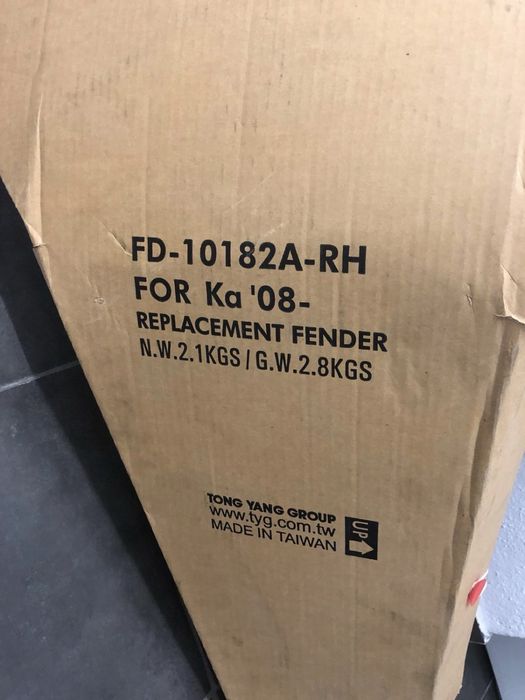 FD-10182A-RH
FOR Ka '08-
REPLACEMENT FENDER
N.W.2.1KGS / G.W.2.8KGS
TONG YANG GROUP
www.tyg.com.tw
MADE IN TAIWAN
UP